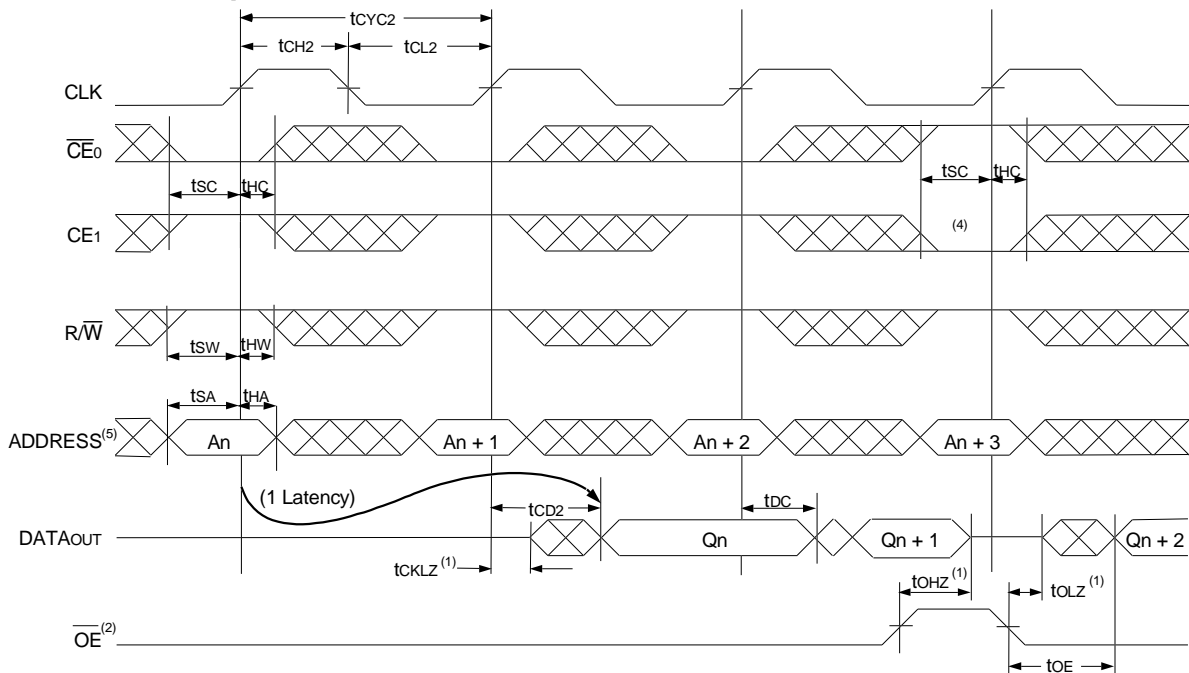 tCYC2
tCH2 tCL2
CLK
CE0
tSC tHC tSC tHC
CE1 (4)
R/W
tSW tHW
tSA tHA
ADDRESS(5) An An + 1 An + 2 An + 3
(1 Latency) tCD2 tDC
DATAOUT Qn Qn + 1 Qn + 2
tCKLZ(1) tOHZ(1) tOLZ(1)
OE(2)
tOE